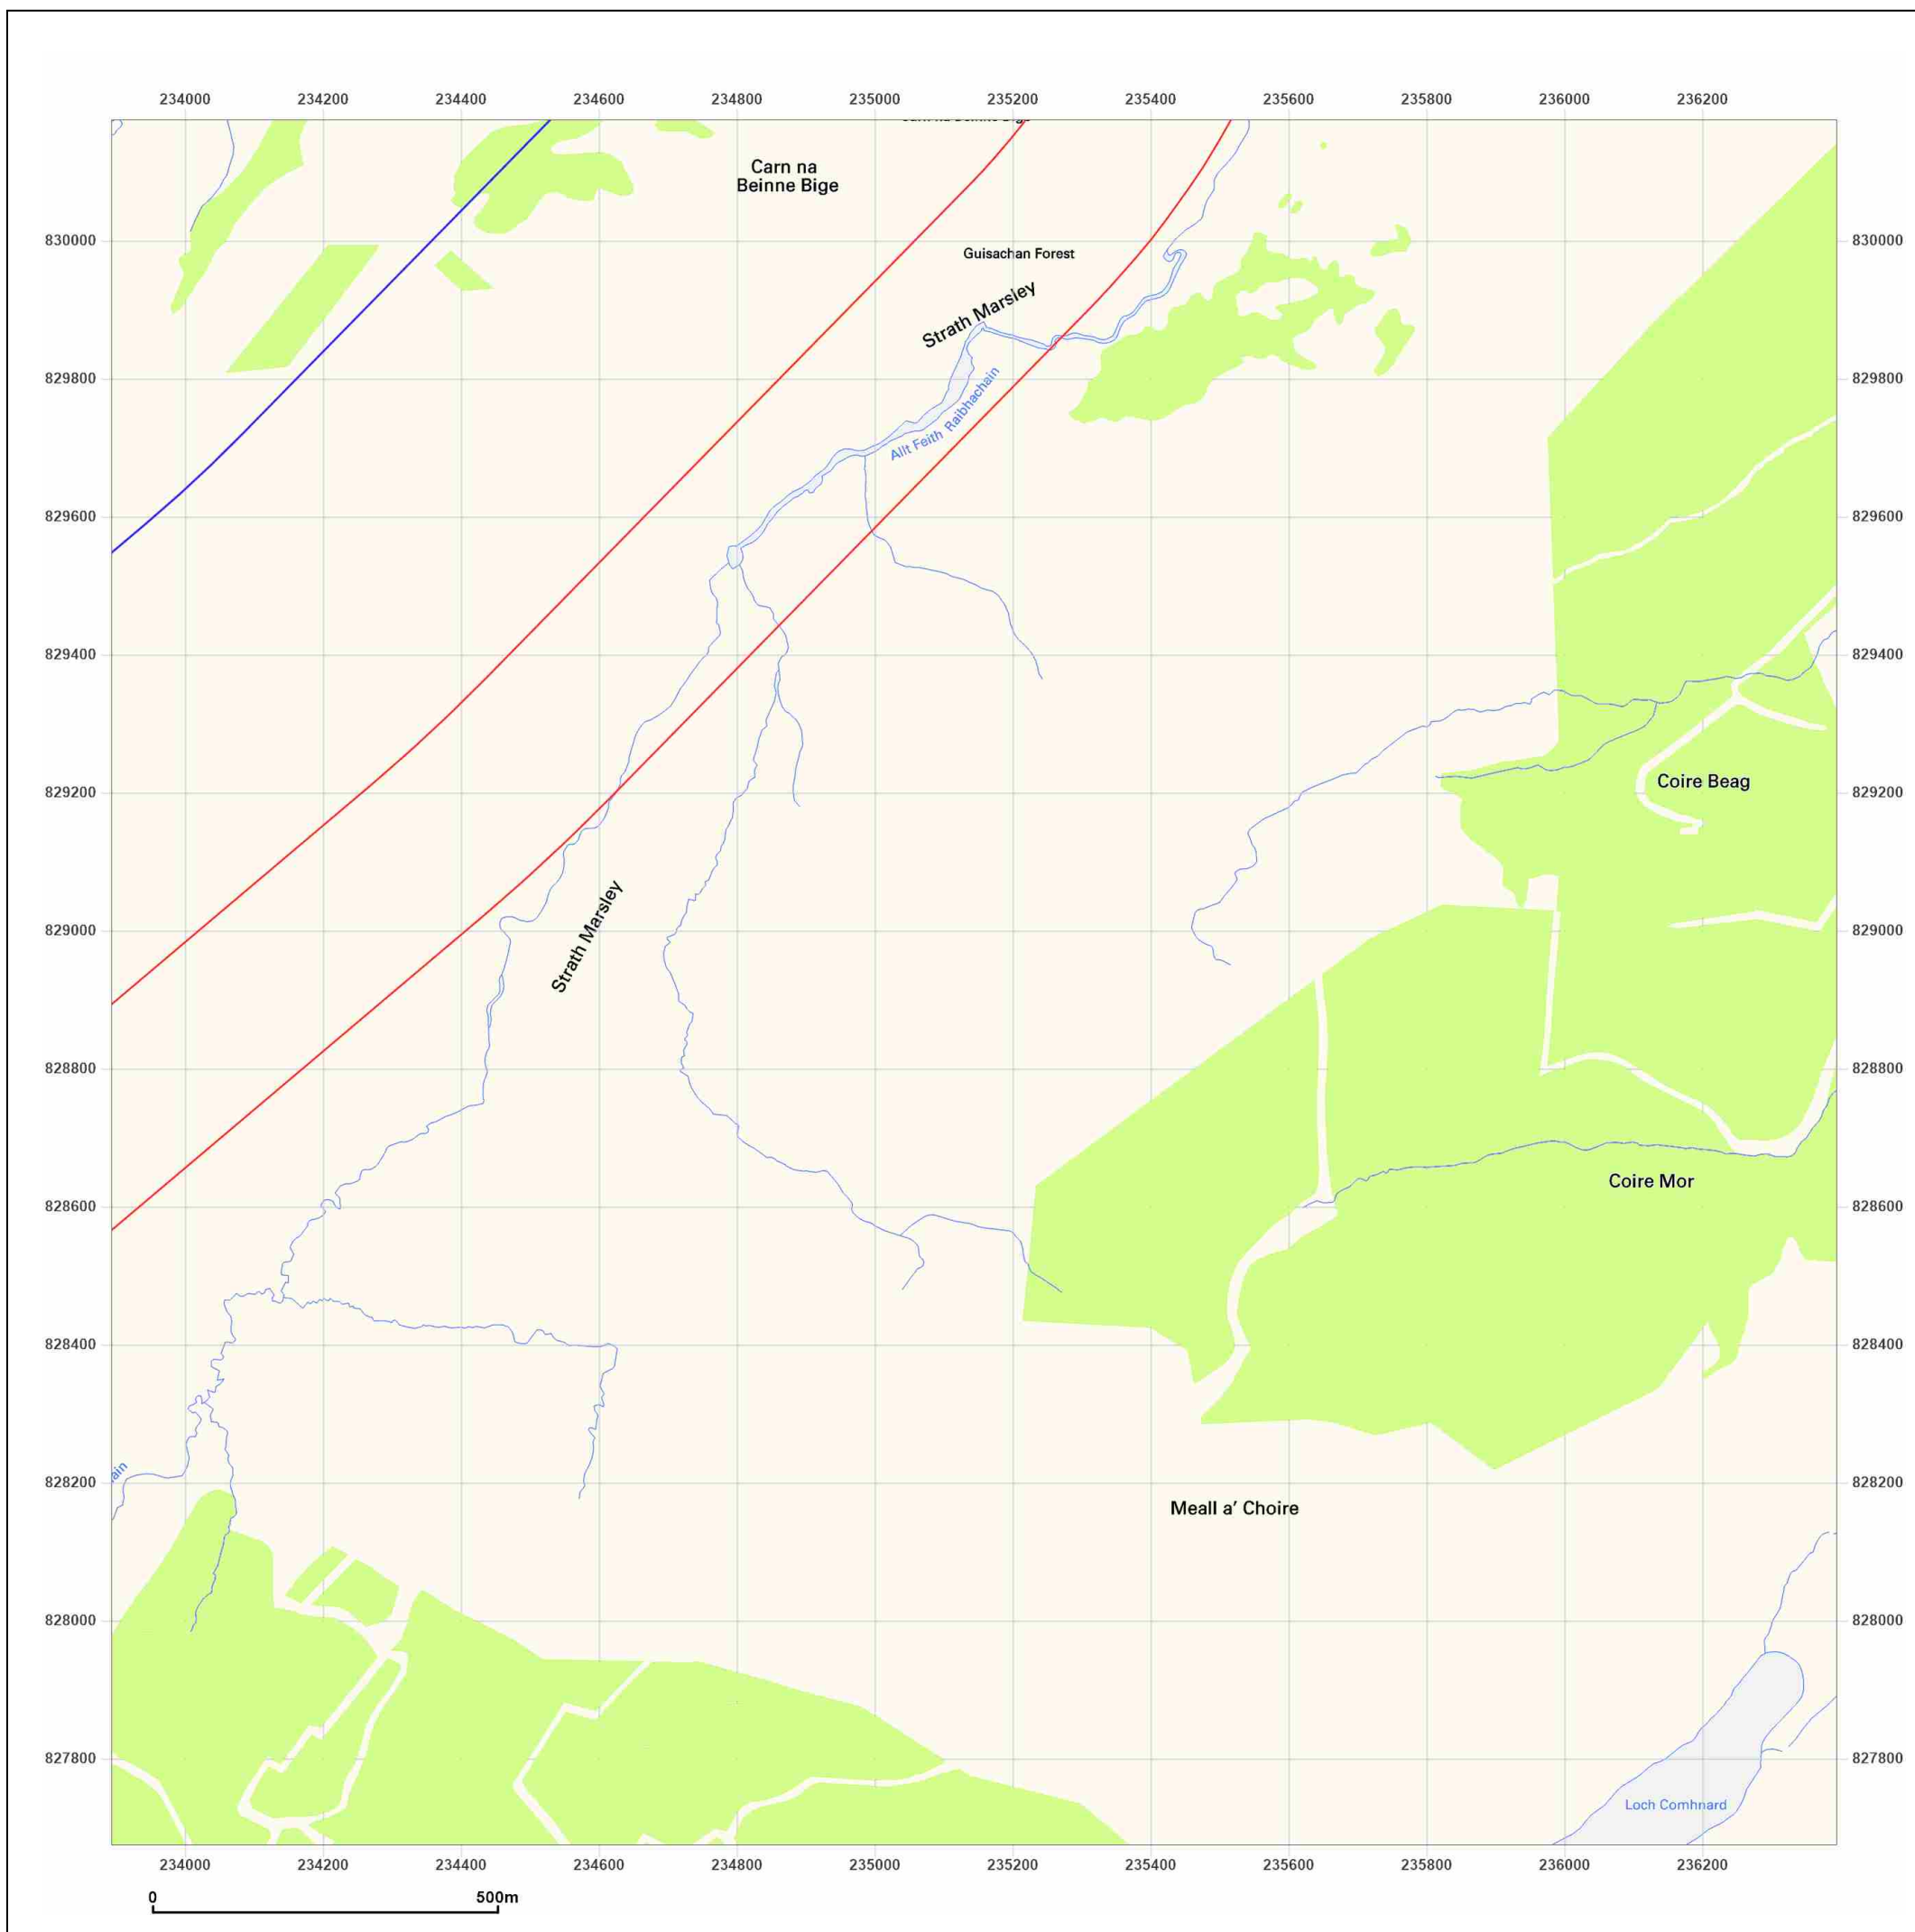 234000 234200 234400 234600 234800 235000 235200 235400 235600 235800 236000 236200
Carn na
Beinne Bige
830000
830000
Guisachan Forest
Strath Marsley
829800
829800
Allt Feith Raibhachain
829600
829600
829400
829400
829200
829200
Coire Beag
829000
829000
Strath Marsley
828800
828800
Coire Mor
828600
828600
828400
828400
828200
828200
ain
Meall a' Choire
828000
828000
827800
827800
Loch Comhnard
234000 234200 234400 234600 234800 235000 235200 235400 235600 235800 236000 236200
0 500m